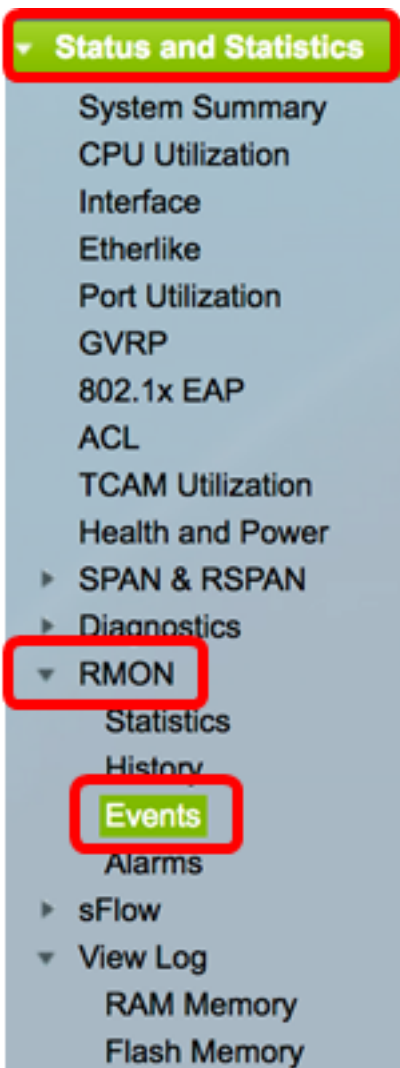 Status and Statistics
System Summary
CPU Utilization
Interface
Etherlike
Port Utilization
GVRP
802.1x EAP
ACL
TCAM Utilization
Health and Power
SPAN & RSPAN
Diagnostics
RMON
Statistics
History
Events
Alarms
sFlow
View Log
RAM Memory
Flash Memory